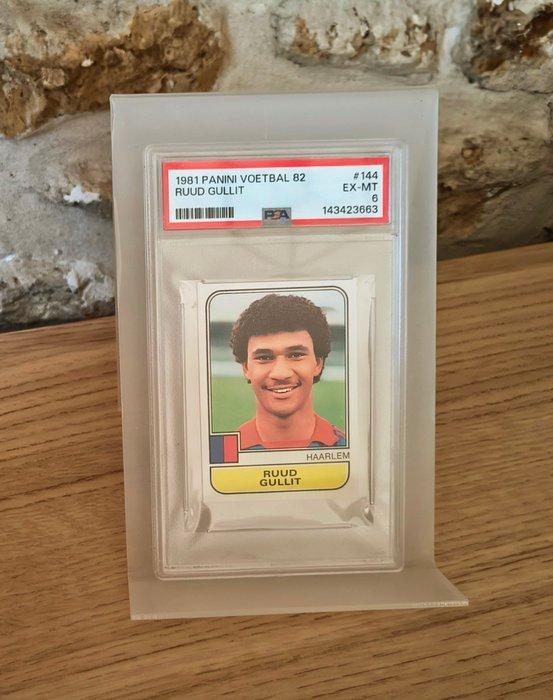 1981 PANINI VOETBAL 82 #144
RUUD GULLIT EX-MT
6
PSA 143423663
HAARLEM
RUUD
GULLIT